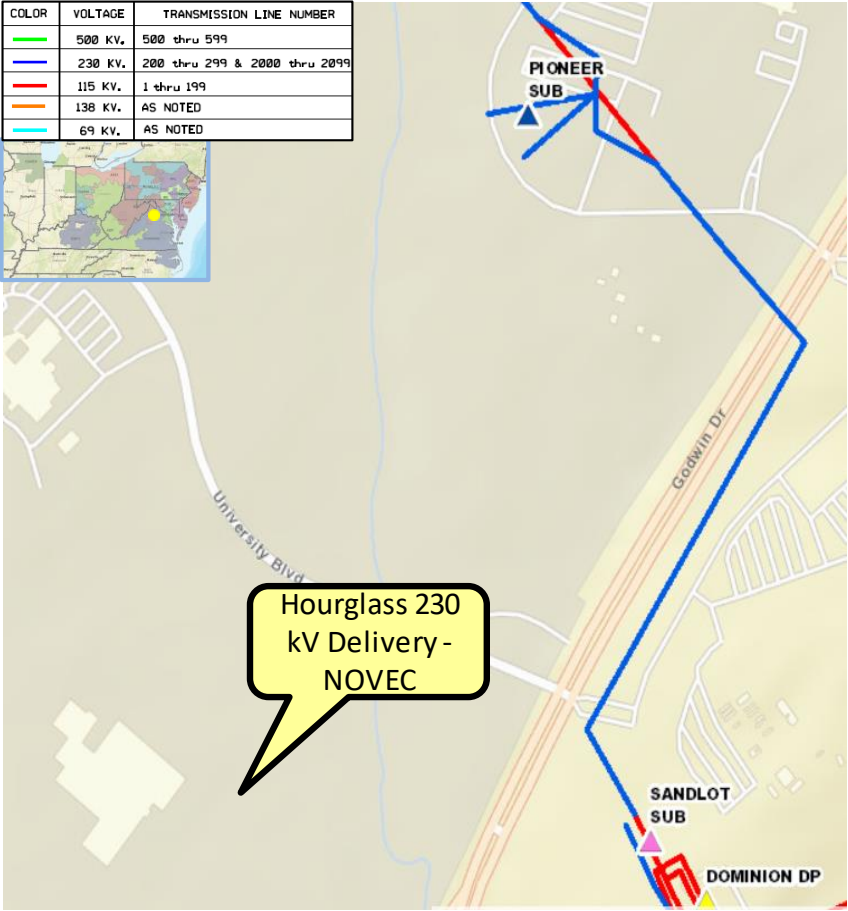 COLOR VOLTAGE TRANSMISSION LINE NUMBER
500 KV. 500 thru 599
230 KV. 200 thru 299 & 2000 thru 2099
115 KV. 1 thru 199
138 KV. AS NOTED
69 KV. AS NOTED
PIONEER
SUB
Godwin Dr
University Blvd
Hourglass 230
kV Delivery -
NOVEC
SANDLOT
SUB
DOMINION DP